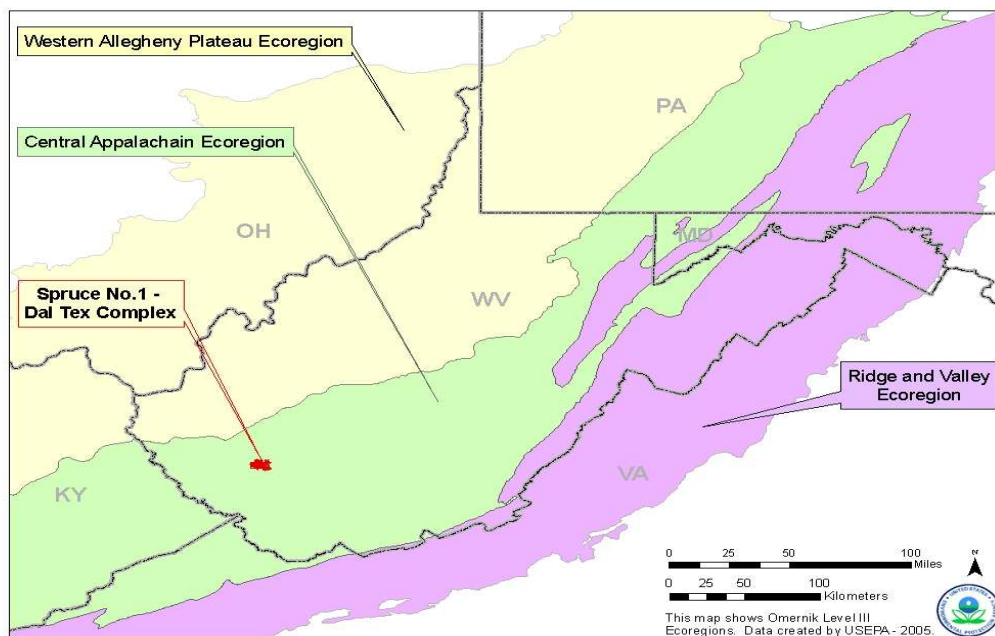 Western Allegheny Plateau Ecoregion
PA
Central Appalachain Ecoregion
OH
MD
Spruce No.1 -
Dal Tex Complex
WV
Ridge and Valley
Ecoregion
KY
VA
0 25 50 100
Miles
0 25 50 100
Kilometers
N
This map shows Omernik Level III
Ecoregions. Data created by USEPA - 2005.
UNITED STATES